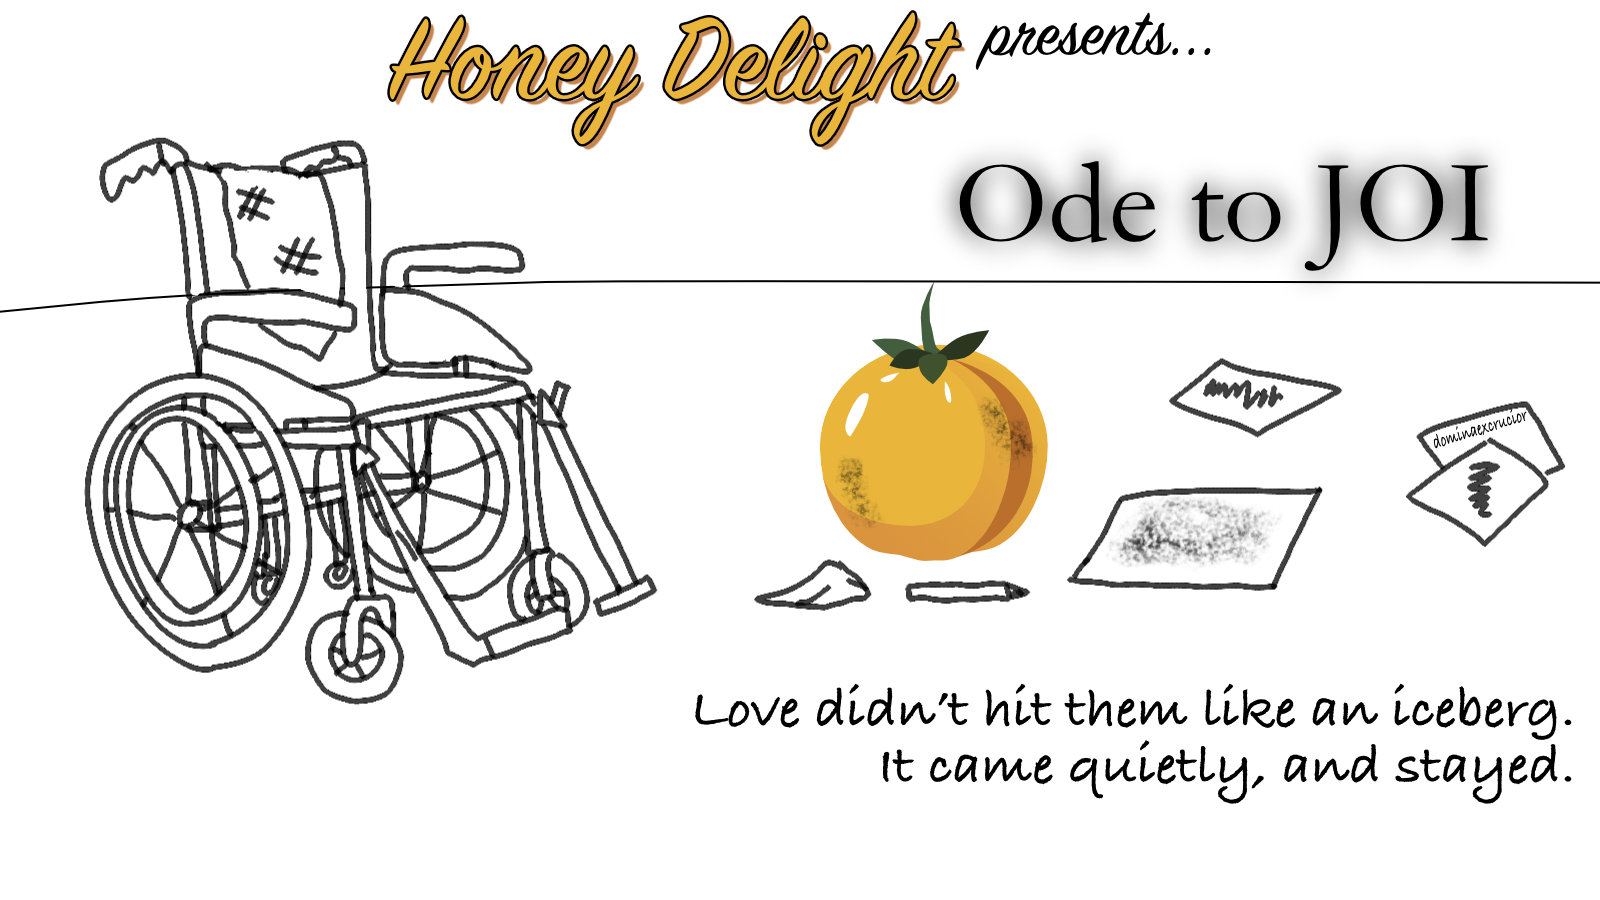 Honey Delight presents...
Ode to JOI
dominaexcrucior
Love didn't hit them like an iceberg.
It came quietly, and stayed.